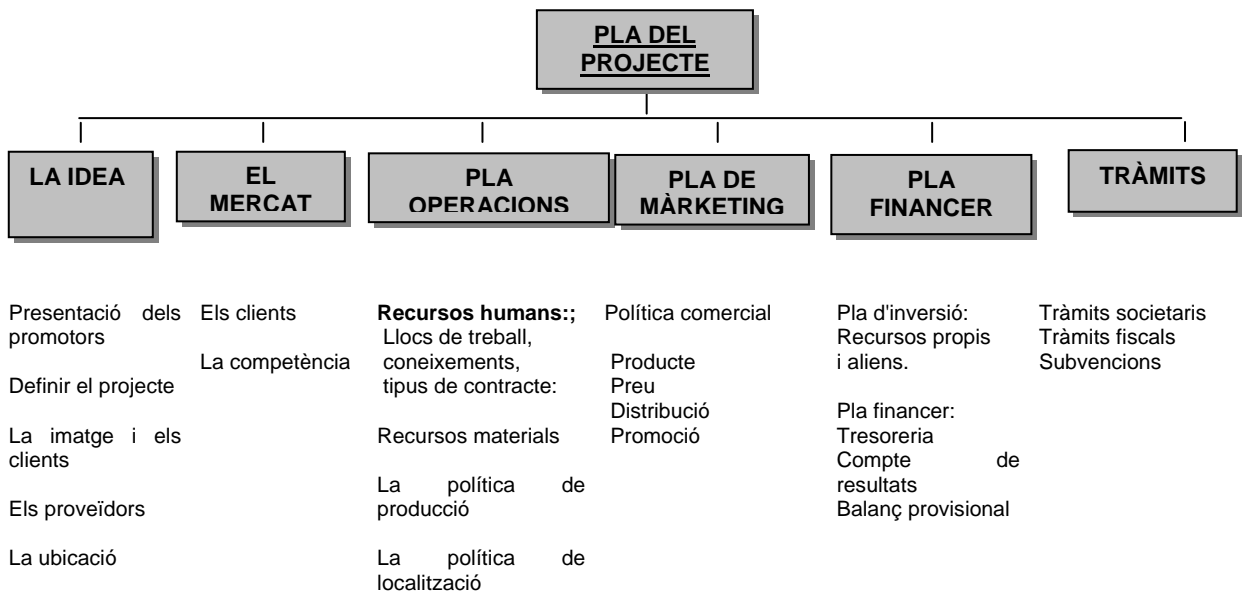 PLA DEL
PROJECTE
LA IDEA
EL
MERCAT
PLA
OPERACIONS
PLA DE
MÀRKETING
PLA
FINANCER
TRÀMITS
Presentació dels
promotors
Definir el projecte
La imatge i els
clients
Els proveïdors
La ubicació
Els clients
La competència
Recursos humans:;
Llocs de treball,
coneixements,
tipus de contracte:
Recursos materials
La política de
producció
La política de
localització
Política comercial
Producte
Preu
Distribució
Promoció
Pla d'inversió:
Recursos propis
i aliens.
Pla financer:
Tresoreria
Compte de
resultats
Balanç provisional
Tràmits societaris
Tràmits fiscals
Subvencions